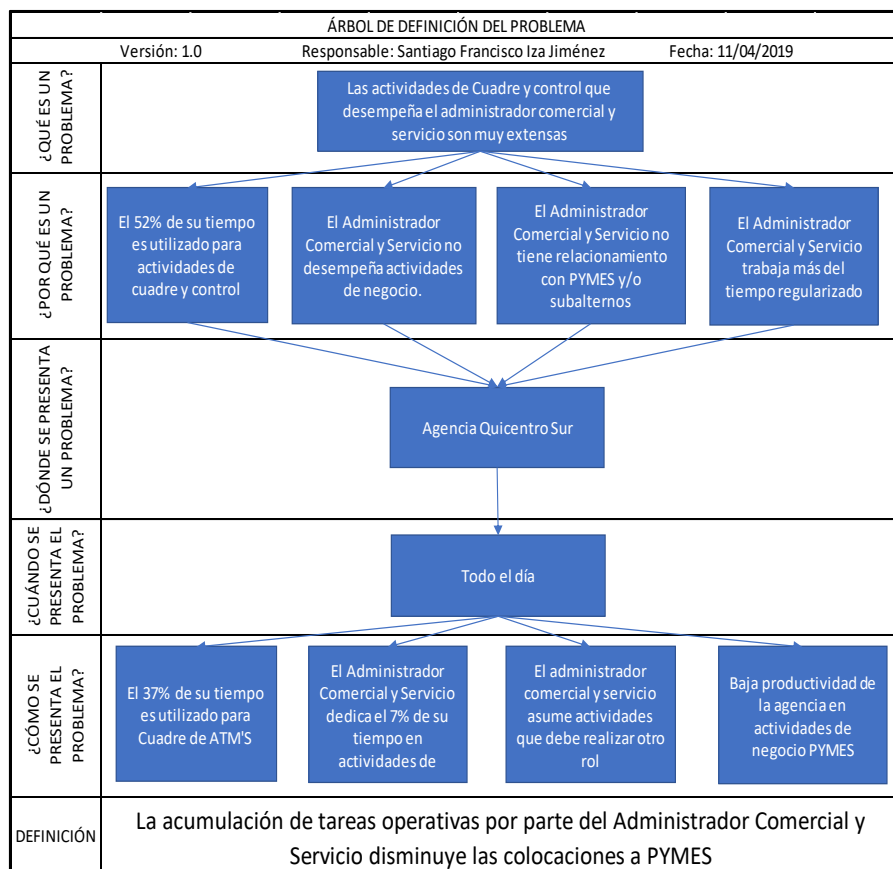 ÁRBOL DE DEFINICIÓN DEL PROBLEMA
Versión: 1.0 Responsable: Santiago Francisco Iza Jiménez Fecha: 11/04/2019
¿QUÉ ES UN
PROBLEMA?
Las actividades de Cuadre y control que
desempeña el administrador comercial y
servicio son muy extensas
¿POR QUÉ ES UN
PROBLEMA?
El 52% de su tiempo
es utilizado para
actividades de
cuadre y control
El Administrador
Comercial y Servicio no
desempeña actividades
de negocio.
El Administrador
Comercial y Servicio no
tiene relacionamiento
con PYMES y/o
subalternos
El Administrador
Comercial y Servicio
trabaja más del
tiempo regularizado
¿DÓNDE SE PRESENTA
UN PROBLEMA?
Agencia Quicentro Sur
¿CUÁNDO SE
PRESENTA EL
PROBLEMA?
Todo el día
¿CÓMO SE
PRESENTA EL
PROBLEMA?
El 37% de su tiempo
es utilizado para
Cuadre de ATM'S
El Administrador
Comercial y Servicio
dedica el 7% de su
tiempo en
actividades de
El administrador
comercial y servicio
asume actividades
que debe realizar otro
rol
Baja productividad de
la agencia en
actividades de
negocio PYMES
DEFINICIÓN
La acumulación de tareas operativas por parte del Administrador Comercial y
Servicio disminuye las colocaciones a PYMES